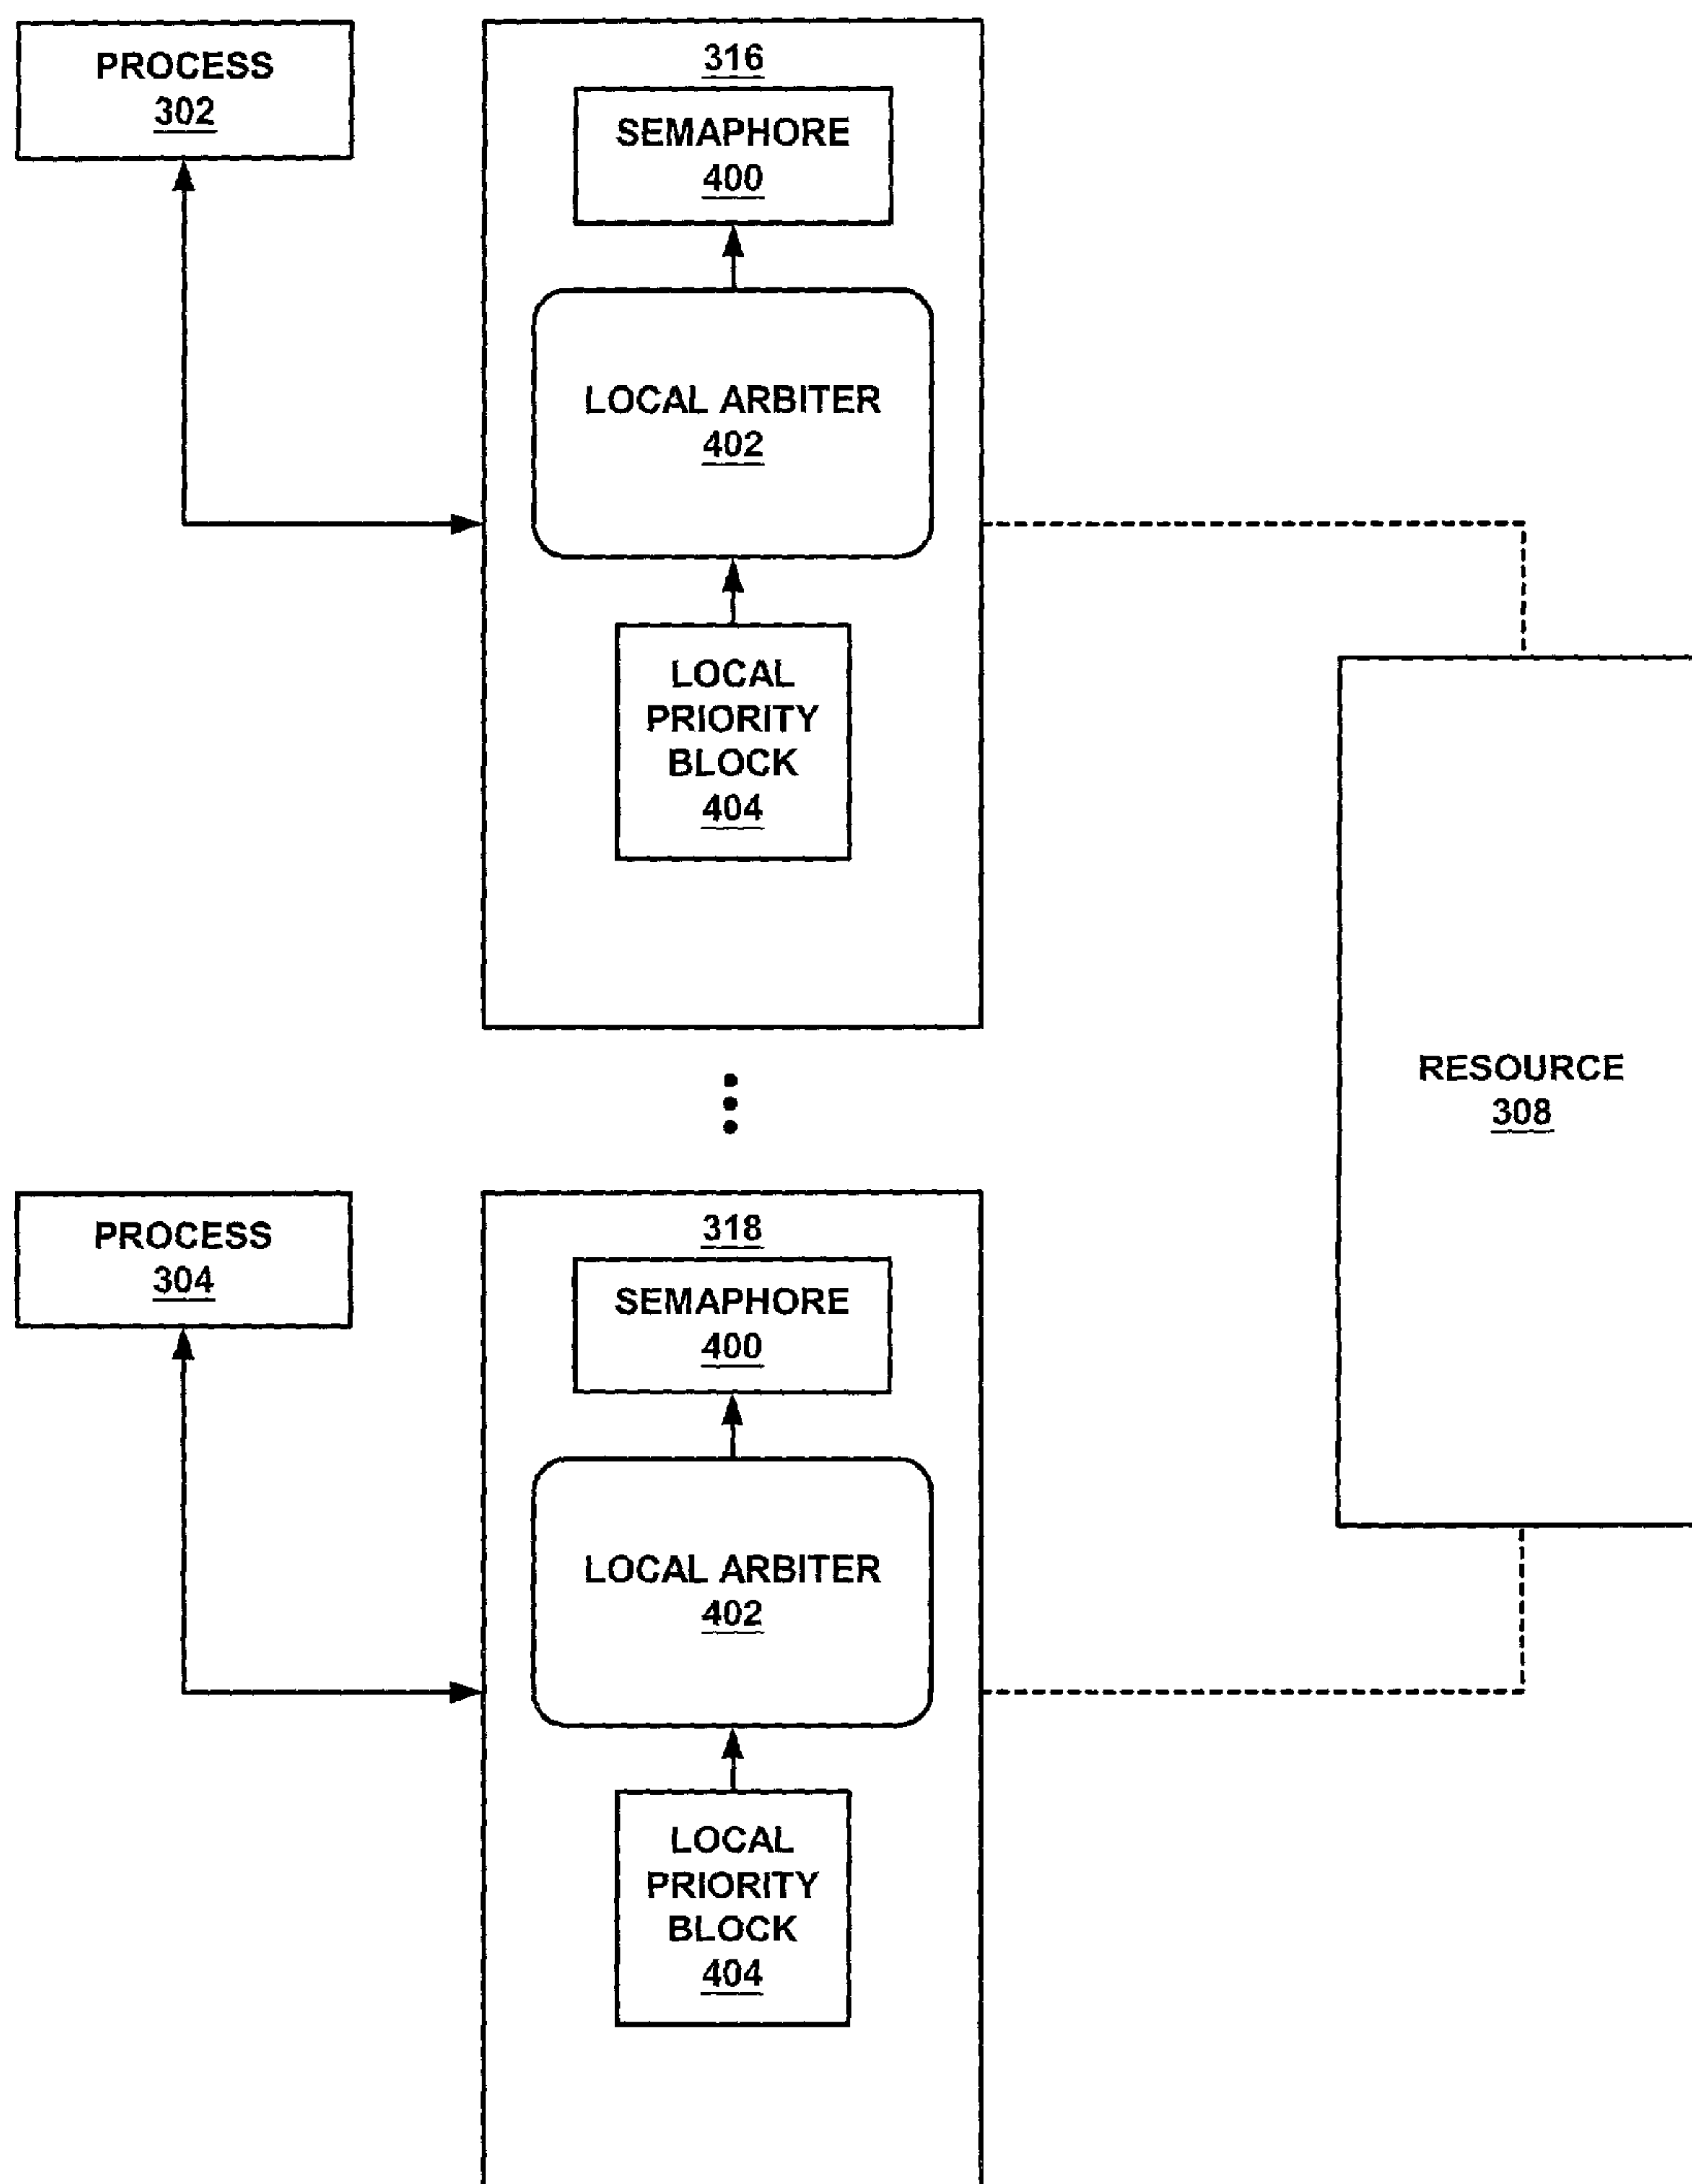 PROCESS
302
316
SEMAPHORE
400
LOCAL ARBITER
402
LOCAL
PRIORITY
BLOCK
404
RESOURCE
308
PROCESS
304
318
SEMAPHORE
400
LOCAL ARBITER
402
LOCAL
PRIORITY
BLOCK
404